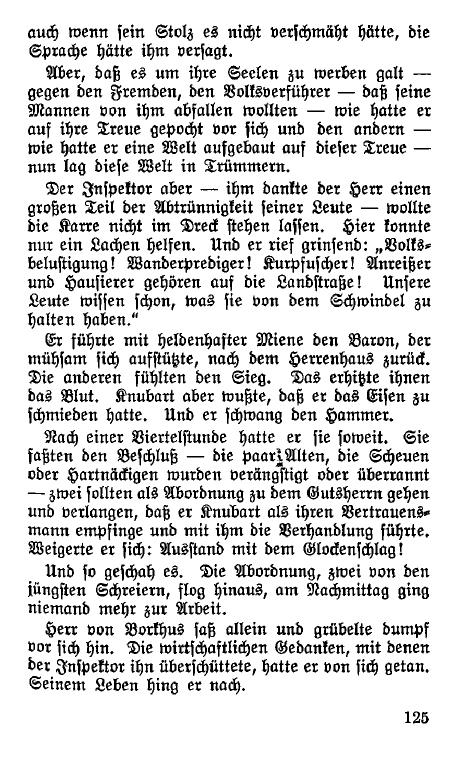 auch wenn sein Stolz es nicht verschmäht hätte, die
Sprache hätte ihm versagt.
Aber, daß es um ihre Seelen zu werben galt —
gegen den Fremden, den Volksverführer — daß seine
Mannen von ihm abfallen wollten — wie hatte er
auf ihre Treue gepocht vor sich und den andern —
wie hatte er eine Welt aufgebaut auf dieser Treue —
nun lag diese Welt in Trümmern.
Der Inspektor aber — ihm dankte der Herr einen
großen Teil der Abtrünnigkeit seiner Leute — wollte
die Karre nicht im Dreck stehen lassen. Hier konnte
nur ein Lachen helfen. Und er rief grinsend: „Volks-
belustigung! Wanderprediger! Kurpfuscher! Anreißer
und Hausierer gehören auf die Landstraße! Unsere
Leute wissen schon, was sie von dem Schwindel zu
halten haben.“
Er führte mit heldenhafter Miene den Baron, der
mühsam sich aufstützte, nach dem Herrenhaus zurück.
Die anderen fühlten den Sieg. Das erhitzte ihnen
das Blut. Knubart aber wußte, daß er das Eisen zu
schmieden hatte. Und er schwang den Hammer.
Nach einer Viertelstunde hatte er sie soweit. Sie
faßten den Beschluß — die paar Alten, die Scheuen
oder Hartnäckigen wurden verängstigt oder überrannt
— zwei sollten als Abordnung zu dem Gutsherrn gehen
und verlangen, daß er Knubart als ihren Vertrauens-
mann empfinge und mit ihm die Verhandlung führte.
Weigerte er sich: Ausstand mit dem Glockenschlag!
Und so geschah es. Die Abordnung, zwei von den
jüngsten Schreiern, flog hinaus, am Nachmittag ging
niemand mehr zur Arbeit.
Herr von Borkhus saß allein und grübelte dumpf
vor sich hin. Die wirtschaftlichen Gedanken, mit denen
der Inspektor ihn überschüttete, hatte er von sich getan.
Seinem Leben hing er nach.
125